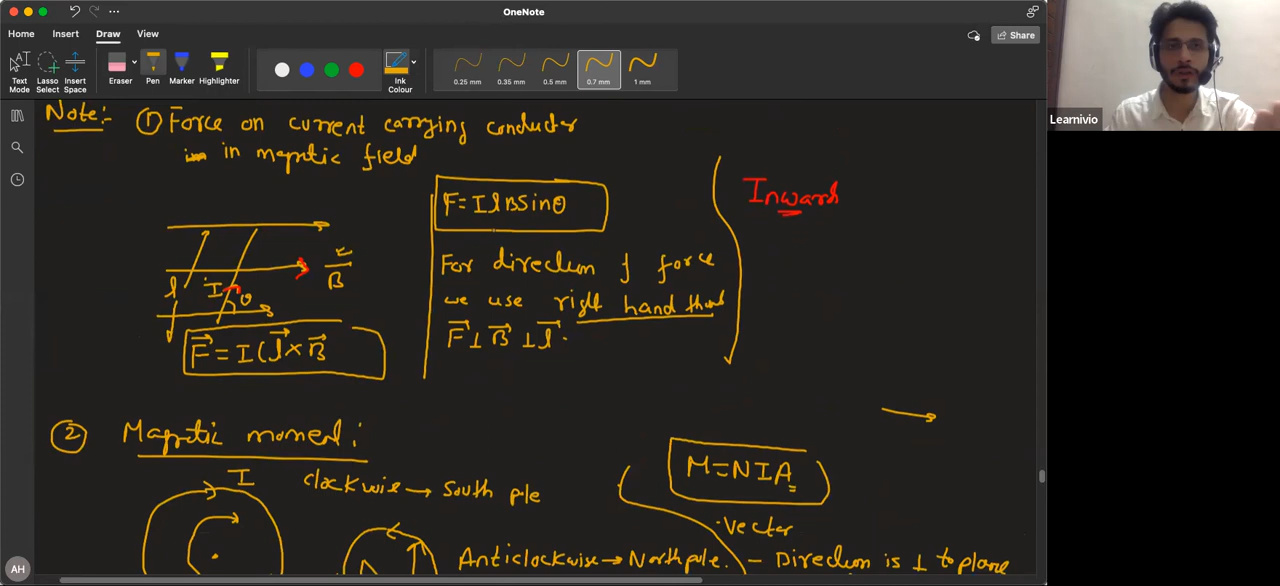 OneNote
Home Insert Draw View
Share
Text Mode
Lasso Select
Insert Space
Eraser
Pen
Marker
Highlighter
Ink Colour
0.25 mm
0.35 mm
0.5 mm
0.7 mm
1 mm
Learnivio
Note:- ① Force on current carrying conductor
in magnetic field
F=IlBsinθ
Inward
B
l
I
θ
For direction of force
we use right hand thumb
F⃗ ⊥ B⃗ ⊥ l⃗.
F⃗ = I(l⃗×B⃗
② Magnetic moment:
I
clockwise → South pole
M=NIA
Vector
Anticlockwise → North pole. - Direction is ⊥ to plane
AH